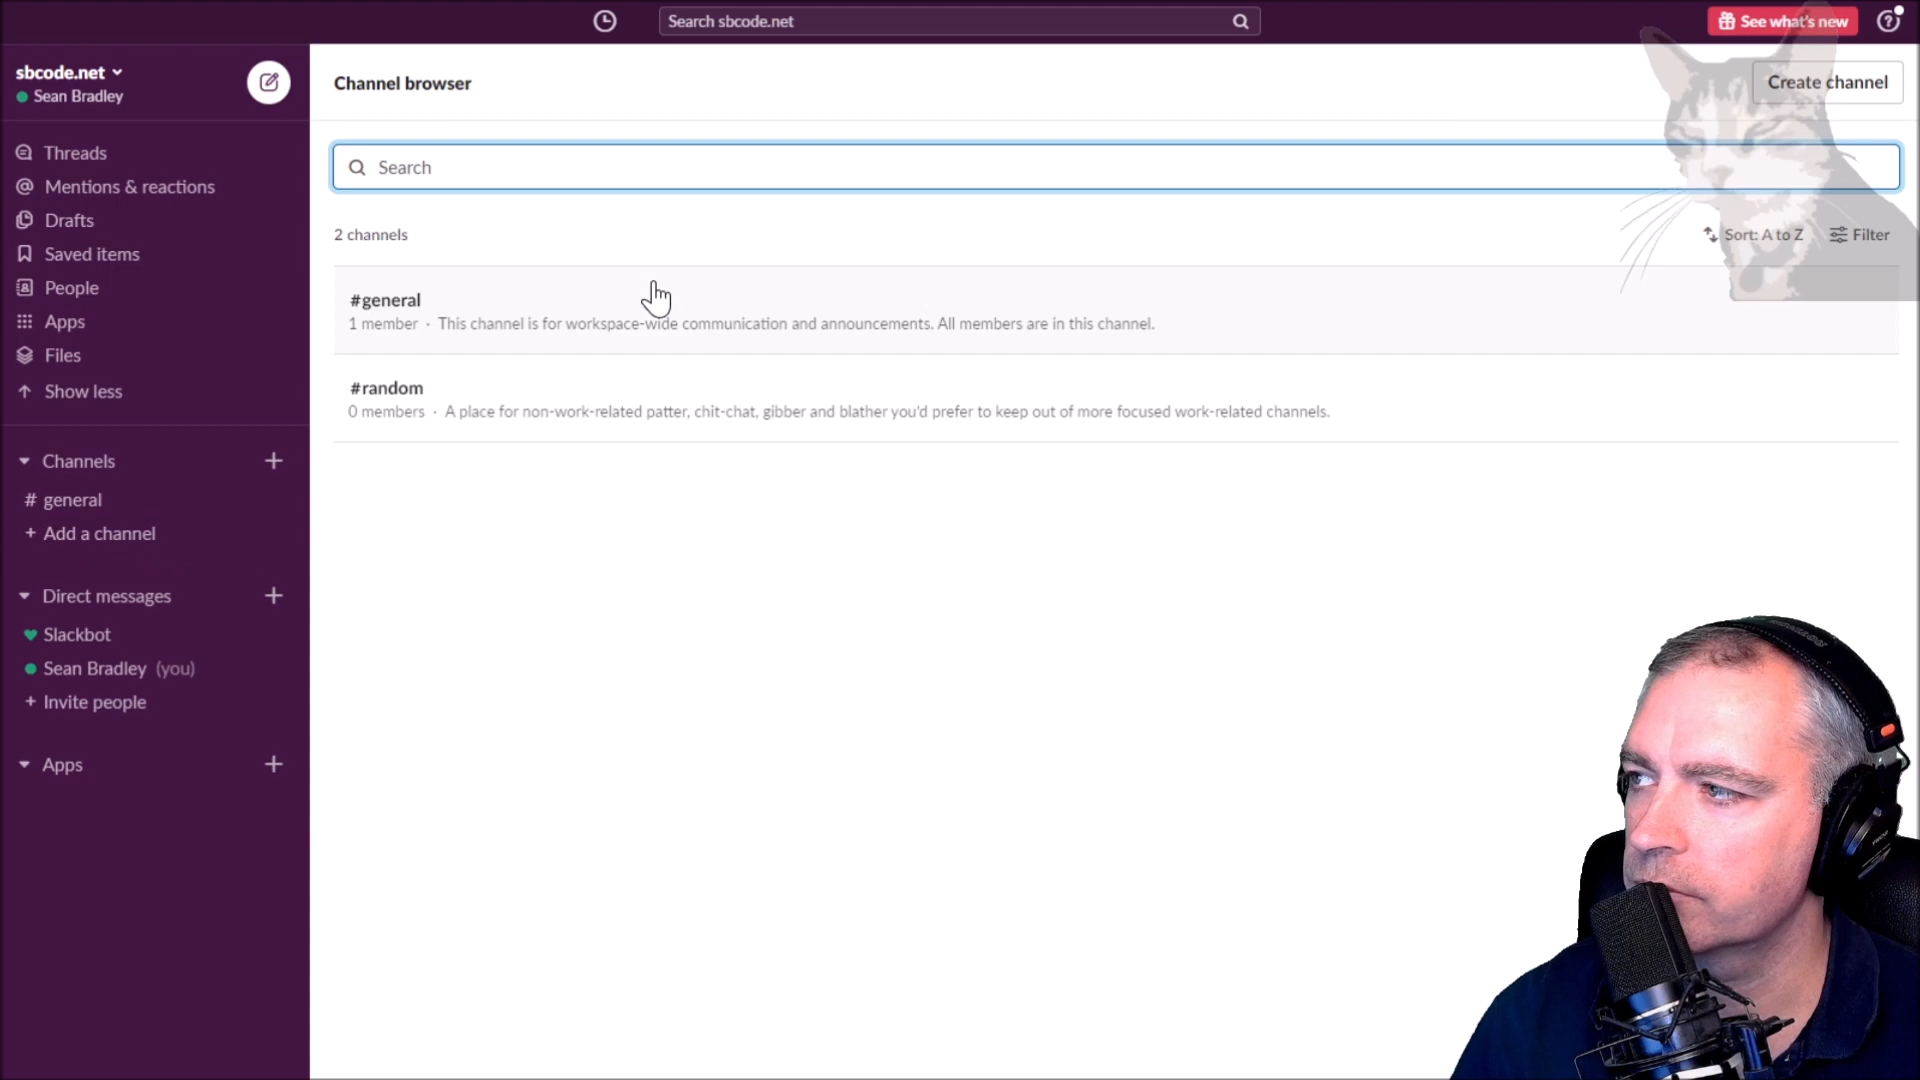 Search sbcode.net
See what's new
sbcode.net
Sean Bradley
Channel browser
Create channel
Threads
Mentions & reactions
Drafts
Saved items
People
Apps
Files
Show less
Search
2 channels
Sort: A to Z
Filter
#general
1 member · This channel is for workspace-wide communication and announcements. All members are in this channel.
#random
0 members · A place for non-work-related patter, chit-chat, gibber and blather you'd prefer to keep out of more focused work-related channels.
Channels
# general
+ Add a channel
Direct messages
Slackbot
Sean Bradley (you)
+ Invite people
Apps